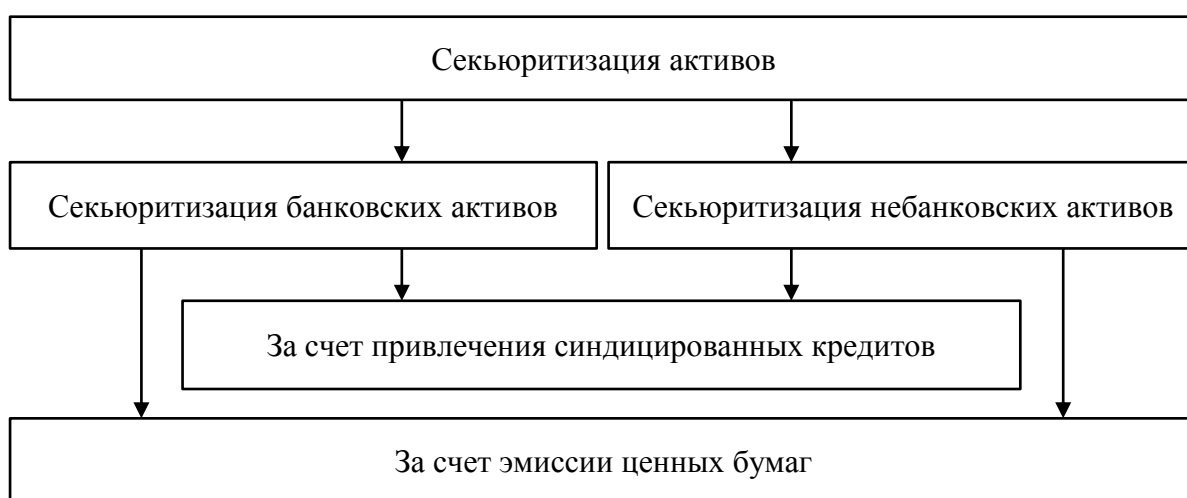 Секьюритизация активов
Секьюритизация банковских активов
Секьюритизация небанковских активов
За счет привлечения синдицированных кредитов
За счет эмиссии ценных бумаг